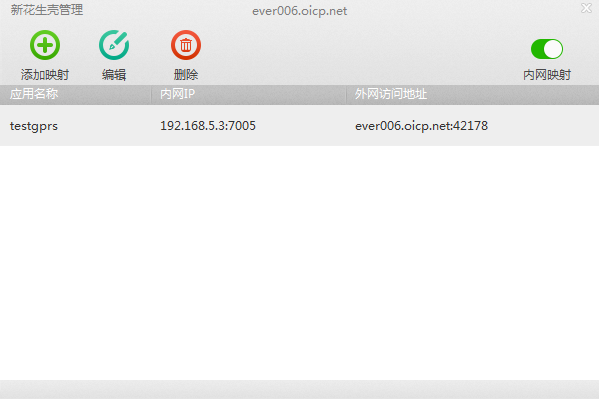 新花生壳管理
ever006.oicp.net
添加映射 编辑 删除 内网映射
应用名称 内网IP 外网访问地址
testgprs 192.168.5.3:7005 ever006.oicp.net:42178